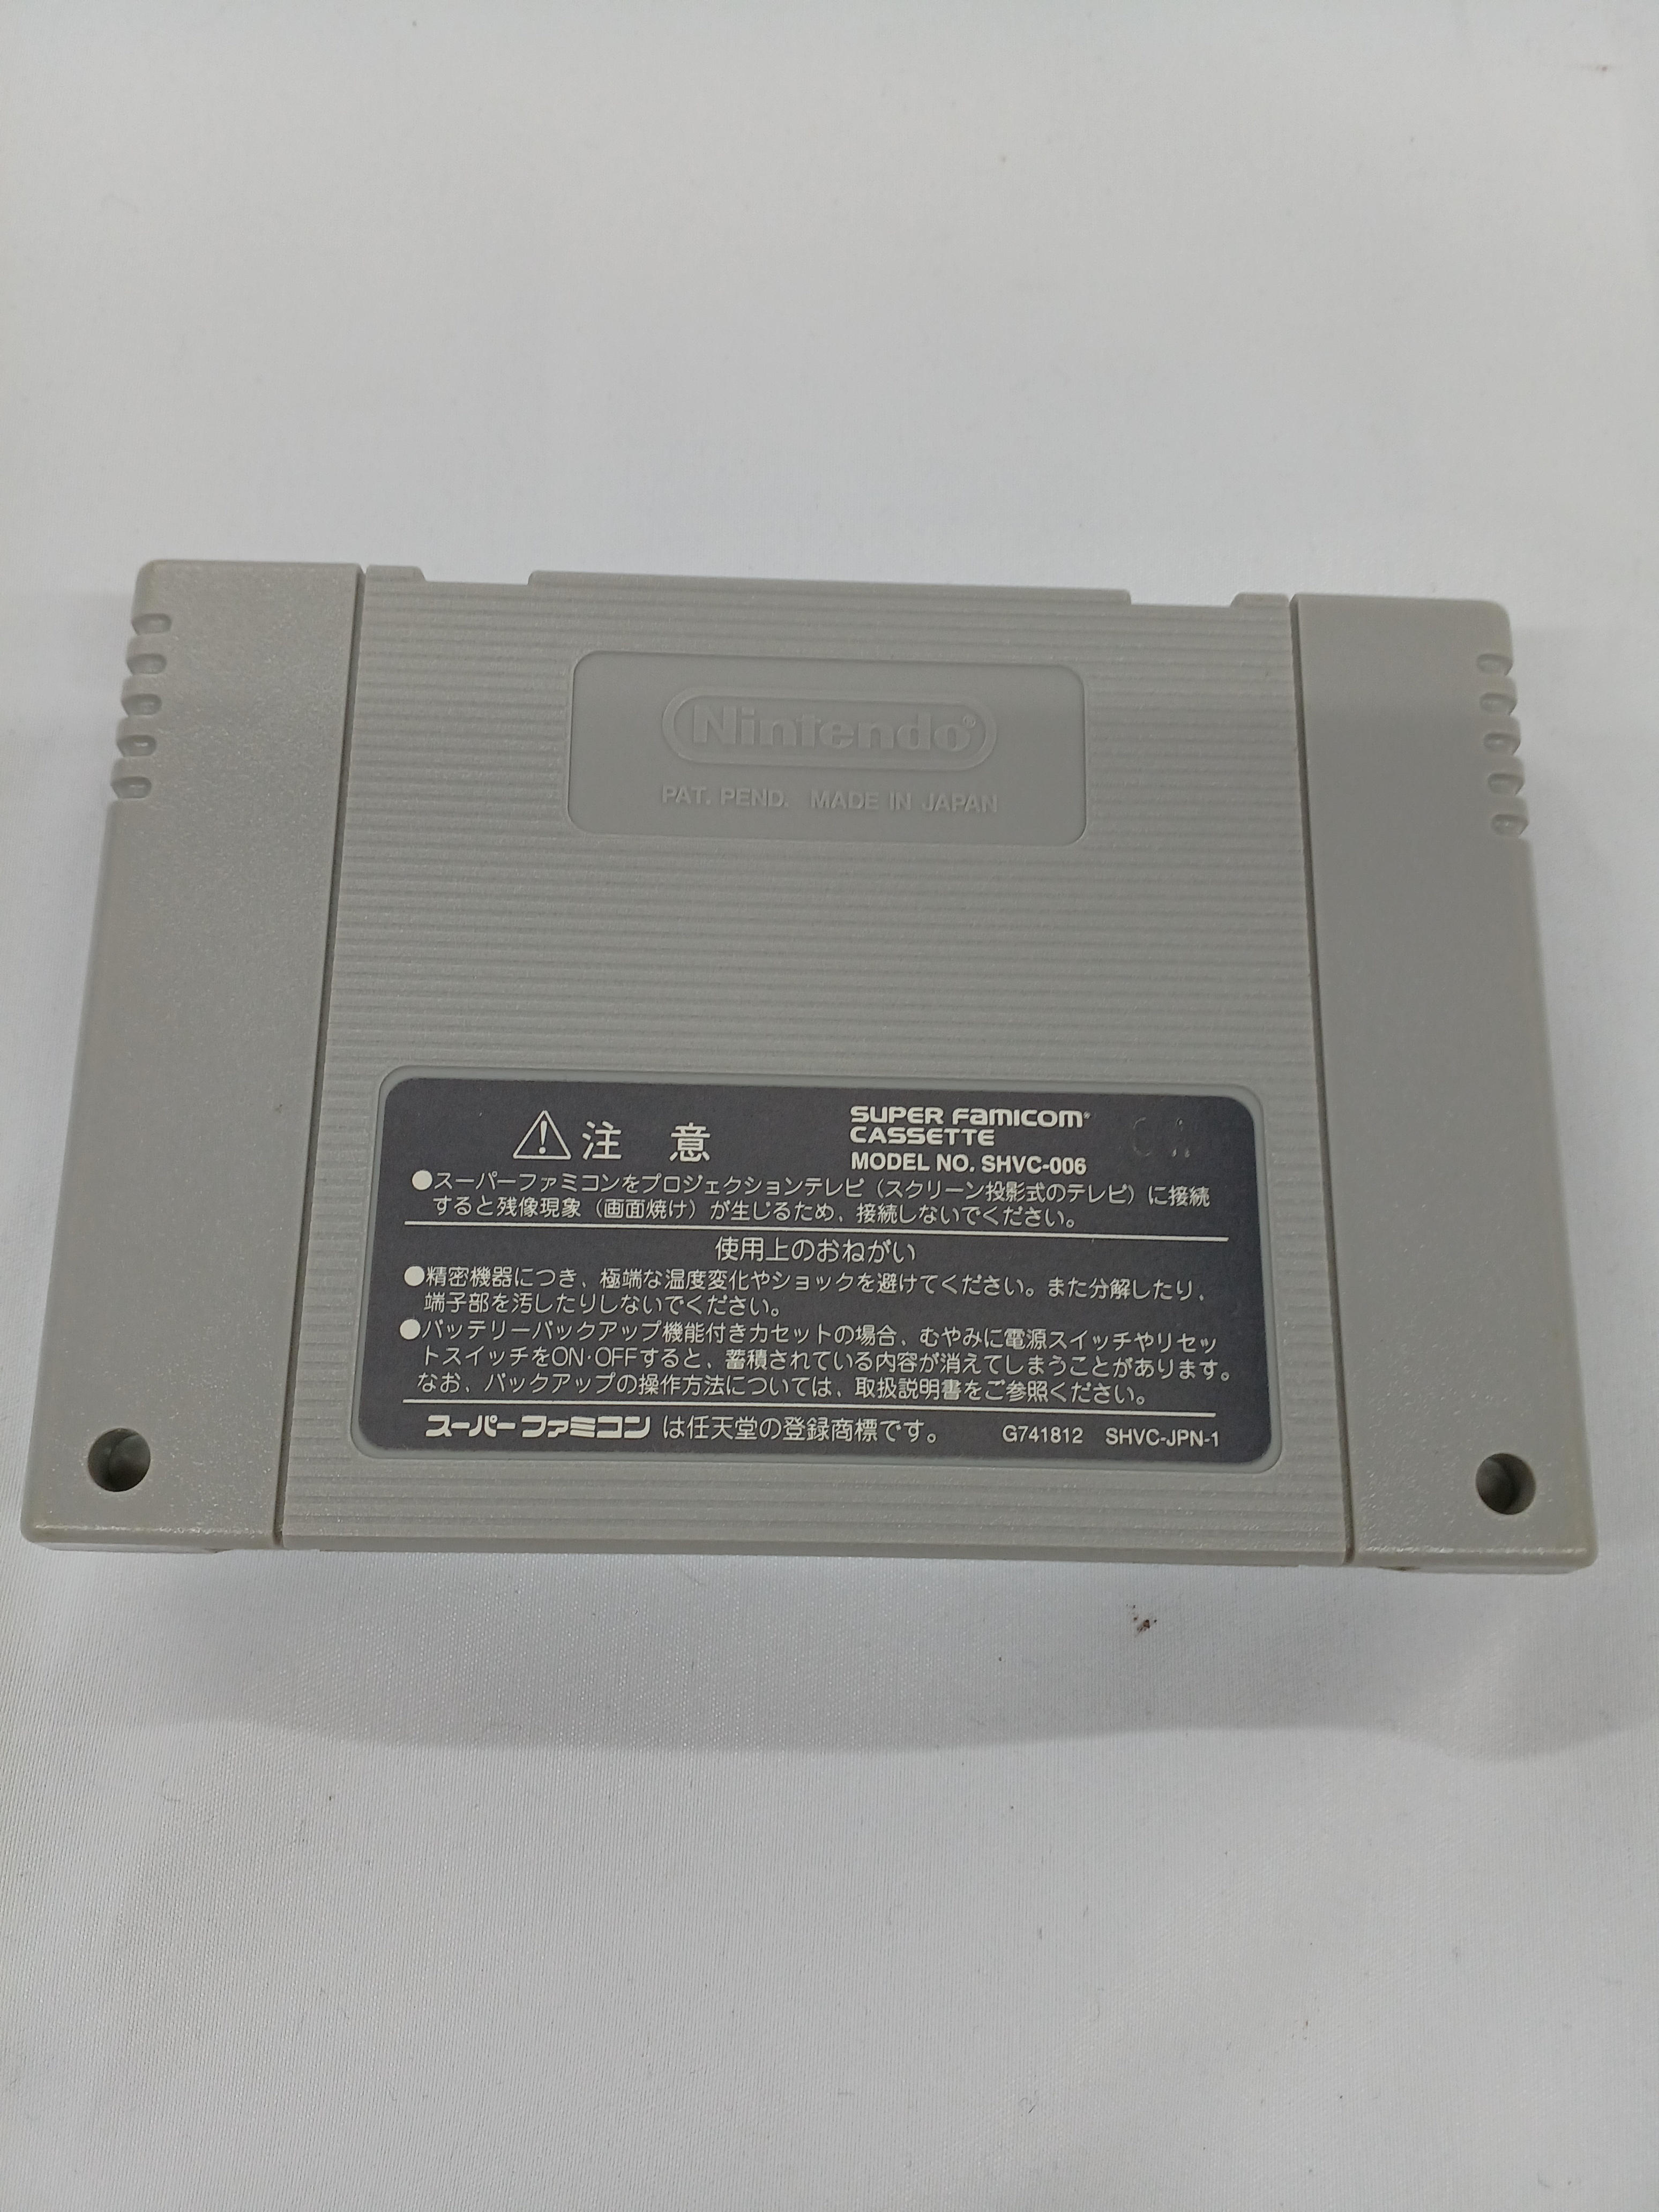 Nintendo®
PAT. PEND. MADE IN JAPAN
注意
SUPER FAMICOM®
CASSETTE
MODEL NO. SHVC-006
●スーパーファミコンをプロジェクションテレビ（スクリーン投影式のテレビ）に接続
すると残像現象（画面焼け）が生じるため、接続しないでください。
使用上のおねがい
●精密機器につき、極端な温度変化やショックを避けてください。また分解したり、
端子部を汚したりしないでください。
●バッテリーバックアップ機能付きカセットの場合、むやみに電源スイッチやリセッ
トスイッチをON·OFFすると、蓄積されている内容が消えてしまうことがあります。
なお、バックアップの操作方法については、取扱説明書をご参照ください。
スーパーファミコンは任天堂の登録商標です。 G741812 SHVC-JPN-1